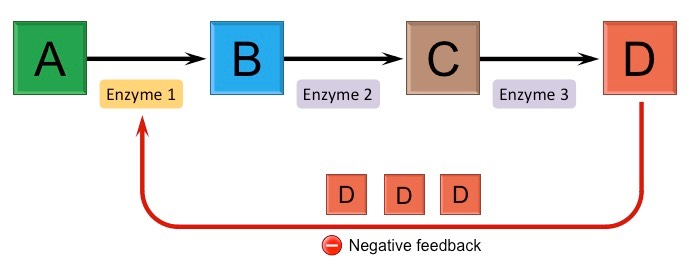 A B C D
Enzyme 1 Enzyme 2 Enzyme 3
D D D
Negative feedback